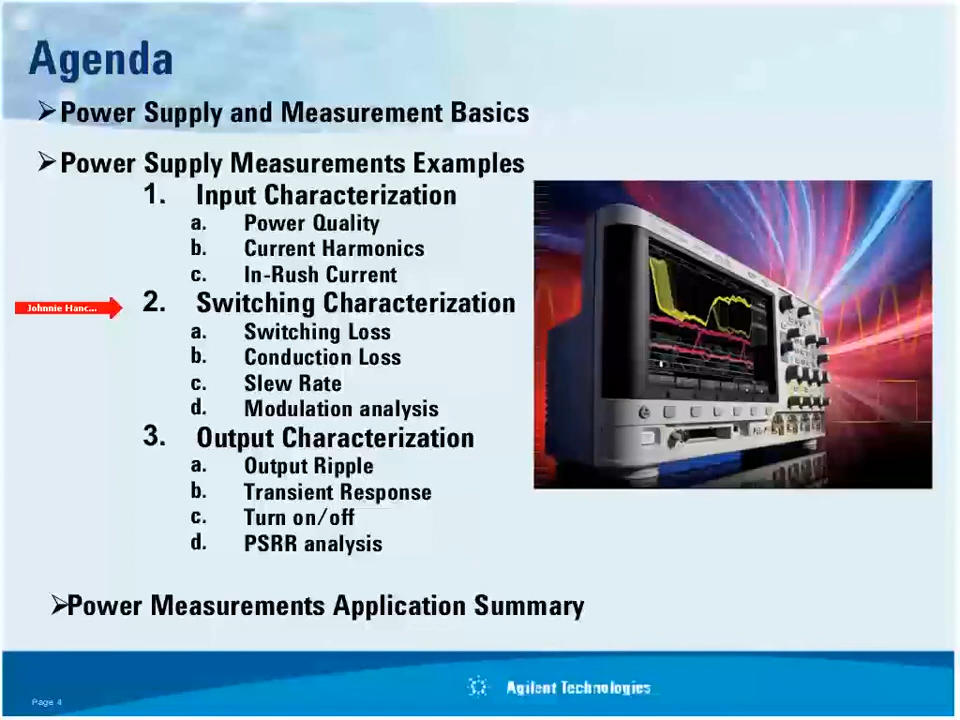 Agenda
➢Power Supply and Measurement Basics
➢Power Supply Measurements Examples
1. Input Characterization
a. Power Quality
b. Current Harmonics
c. In-Rush Current
Johnnie Hanc...
2. Switching Characterization
a. Switching Loss
b. Conduction Loss
c. Slew Rate
d. Modulation analysis
3. Output Characterization
a. Output Ripple
b. Transient Response
c. Turn on/off
d. PSRR analysis
➢Power Measurements Application Summary
Agilent Technologies
Page 4